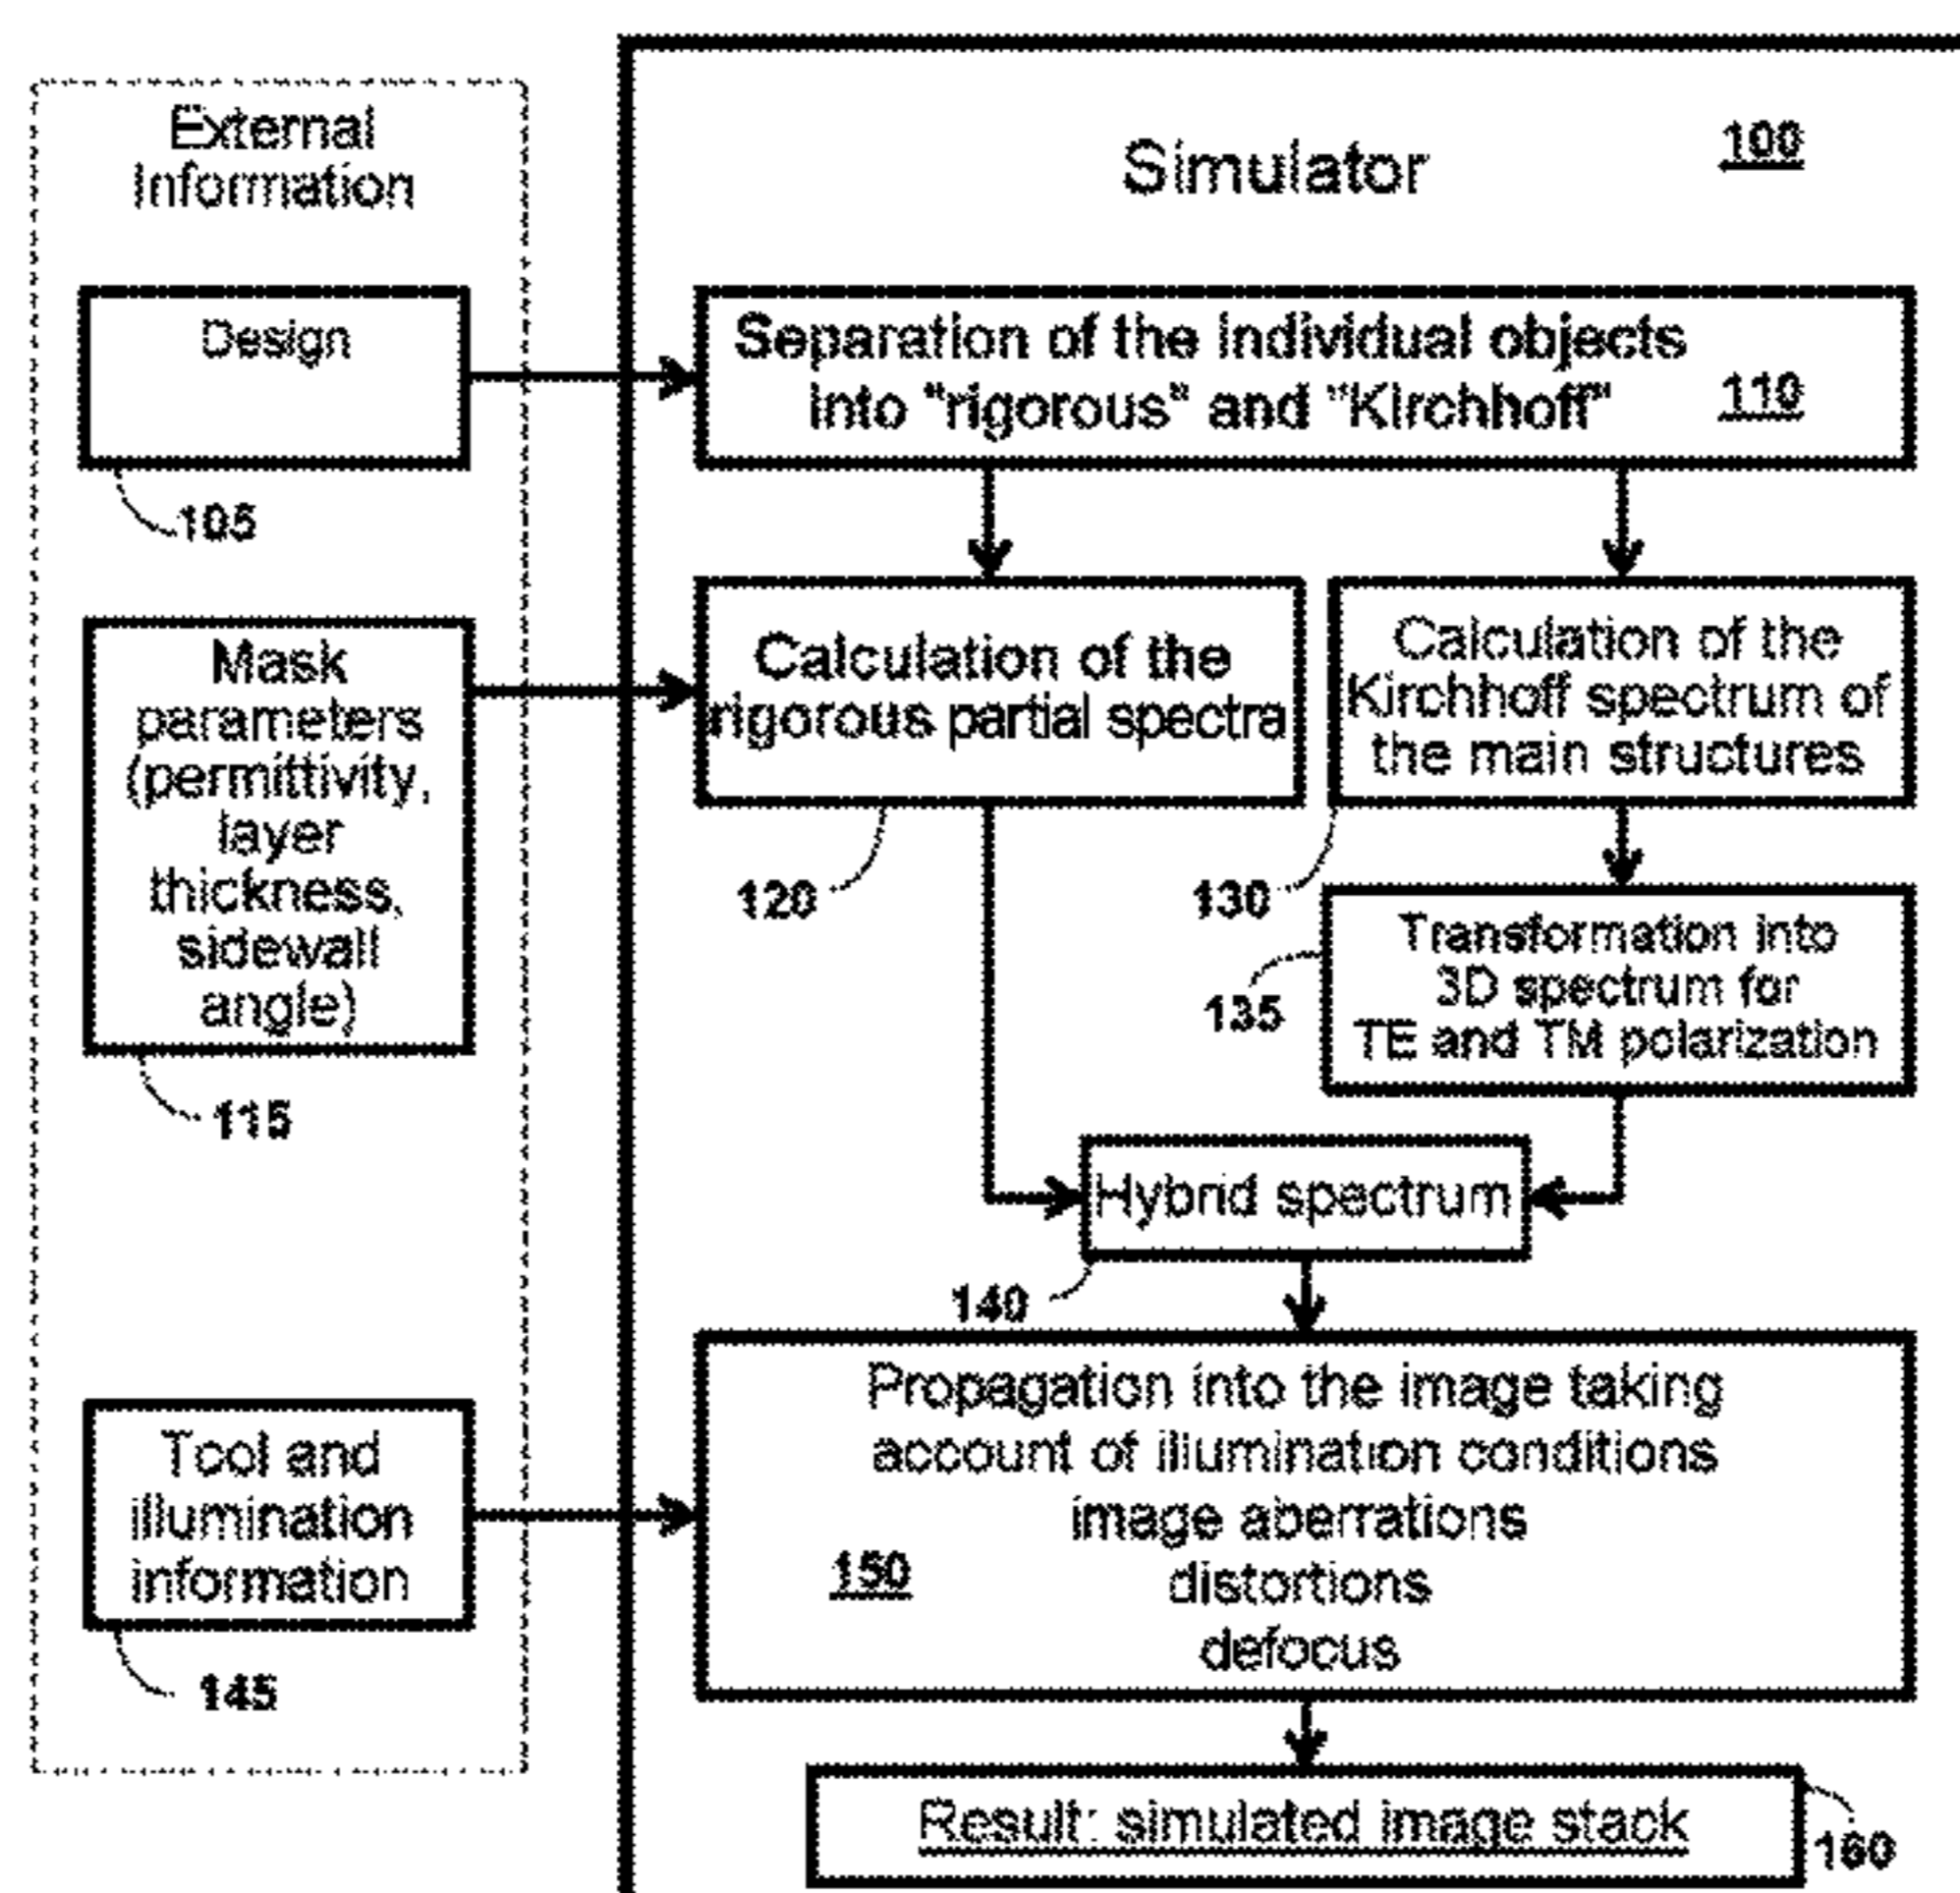 External
Information
Simulator
100
Design
105
Separation of the individual objects
into "rigorous" and "Kirchhoff"
110
Mask
parameters
(permittivity,
layer
thickness,
sidewall
angle)
115
Calculation of the
rigorous partial spectra
120
Calculation of the
Kirchhoff spectrum of
the main structures
130
Transformation into
3D spectrum for
TE and TM polarization
135
Hybrid spectrum
140
Tool and
illumination
information
145
Propagation into the image taking
account of illumination conditions
image aberrations
distortions
defocus
150
Result: simulated image stack
160